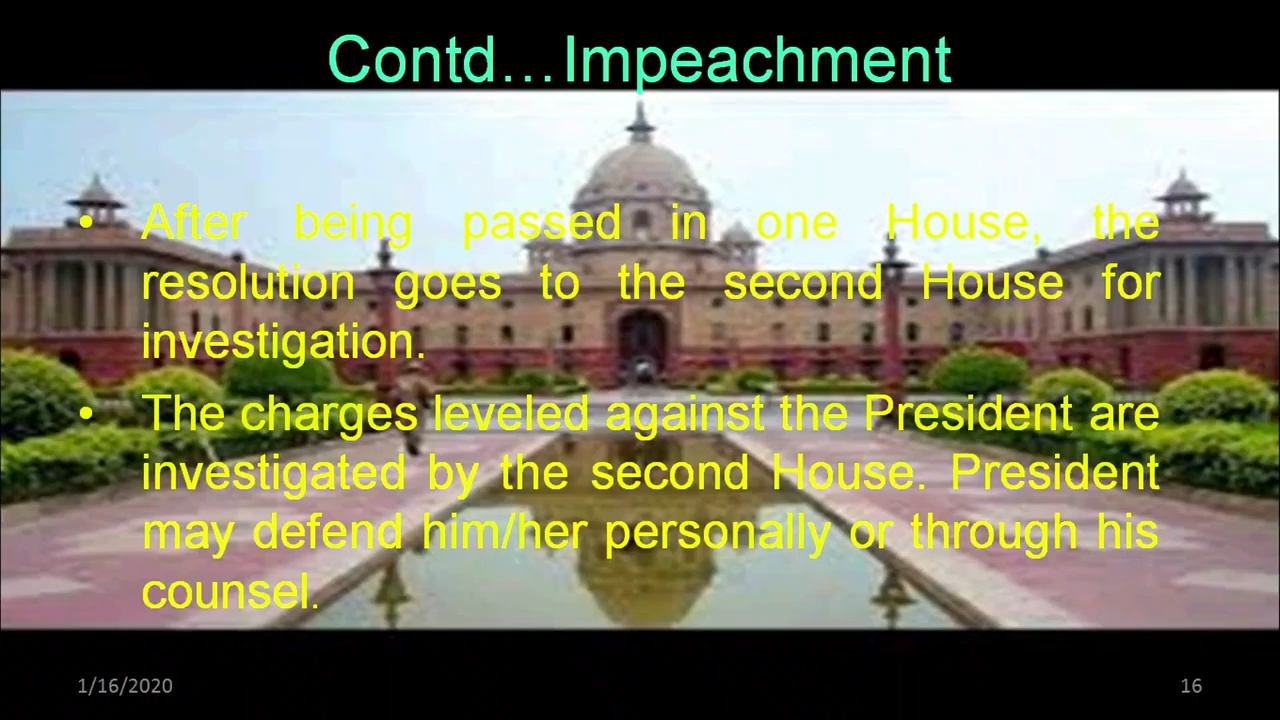 Contd…Impeachment
• After being passed in one House, the
resolution goes to the second House for
investigation.
• The charges leveled against the President are
investigated by the second House. President
may defend him/her personally or through his
counsel.
1/16/2020
16